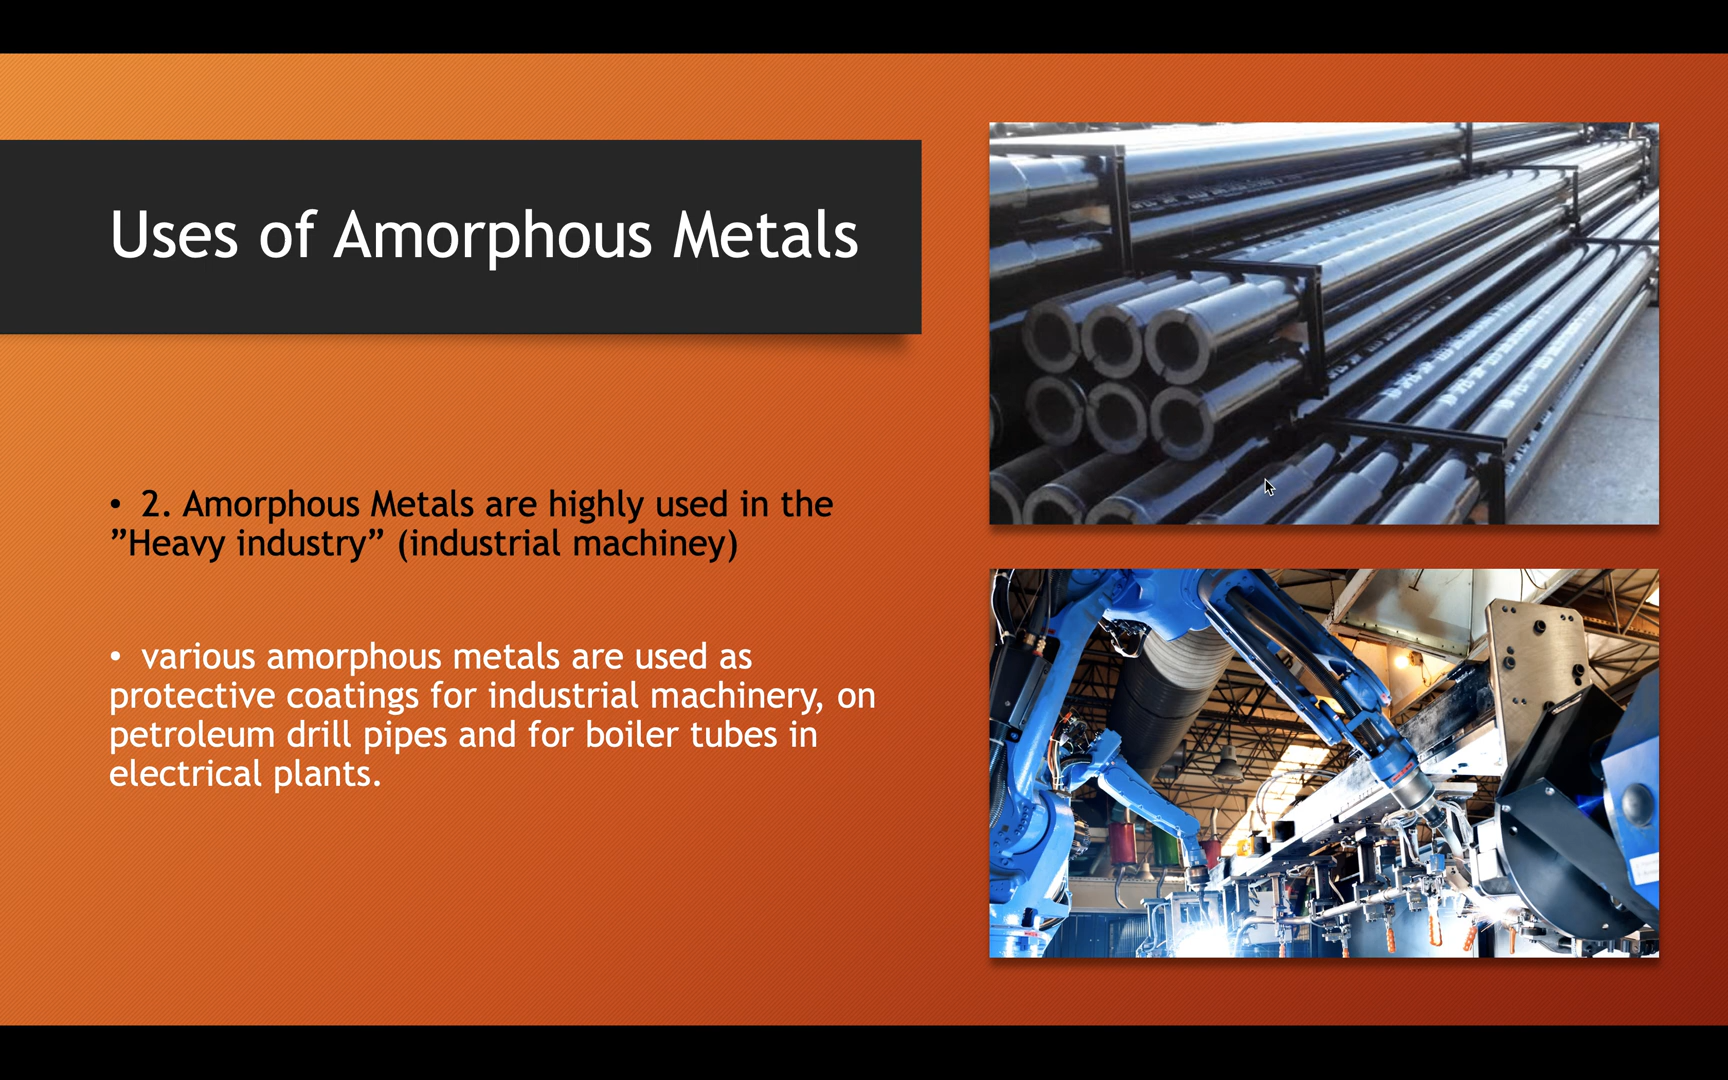 Uses of Amorphous Metals
• 2. Amorphous Metals are highly used in the
”Heavy industry” (industrial machiney)
• various amorphous metals are used as
protective coatings for industrial machinery, on
petroleum drill pipes and for boiler tubes in
electrical plants.